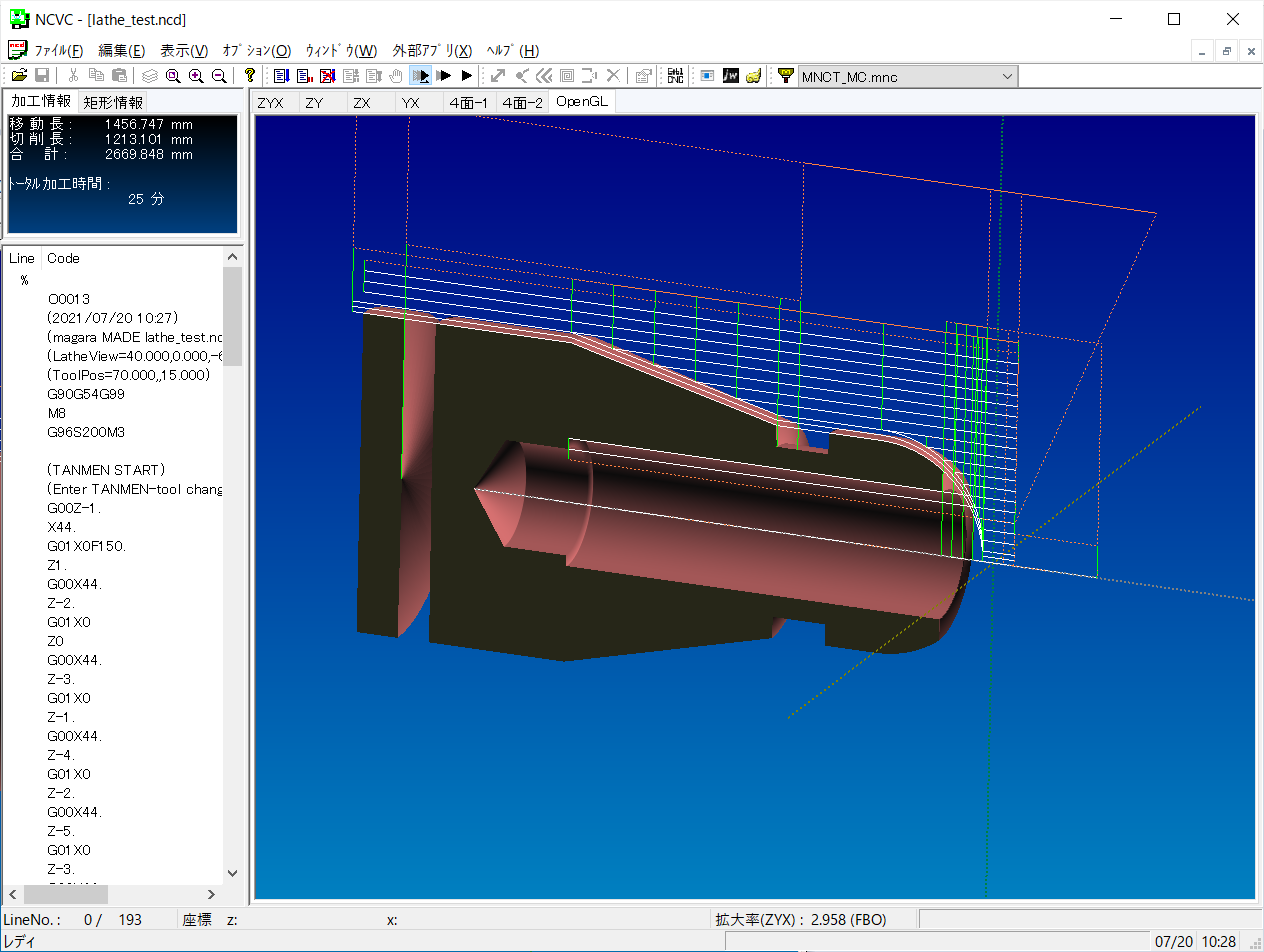 NCVC - [lathe_test.ncd]
ﾌｧｲﾙ(F) 編集(E) 表示(V) ｵﾌﾟｼｮﾝ(O) ｳｨﾝﾄﾞｳ(W) 外部ｱﾌﾟﾘ(X) ﾍﾙﾌﾟ(H)
MNCT_MC.mnc
加工情報 矩形情報
ZYX ZY ZX YX 4面-1 4面-2 OpenGL
移 動 長 : 1456.747 mm
切 削 長 : 1213.101 mm
合 計 : 2669.848 mm
ﾄｰﾀﾙ加工時間 :
25 分
Line Code
%
O0013
(2021/07/20 10:27)
(magara MADE lathe_test.nc
(LatheView=40.000,0.000,-6
(ToolPos=70.000,,15.000)
G90G54G99
M8
G96S200M3
(TANMEN START)
(Enter TANMEN-tool chang
G00Z-1.
X44.
G01X0F150.
Z1.
G00X44.
Z-2.
G01X0
Z0
G00X44.
Z-3.
G01X0
Z-1.
G00X44.
Z-4.
G01X0
Z-2.
G00X44.
Z-5.
G01X0
Z-3.
LineNo. : 0 / 193 座標 z: x: 拡大率(ZYX) : 2.958 (FBO)
レディ 07/20 10:28